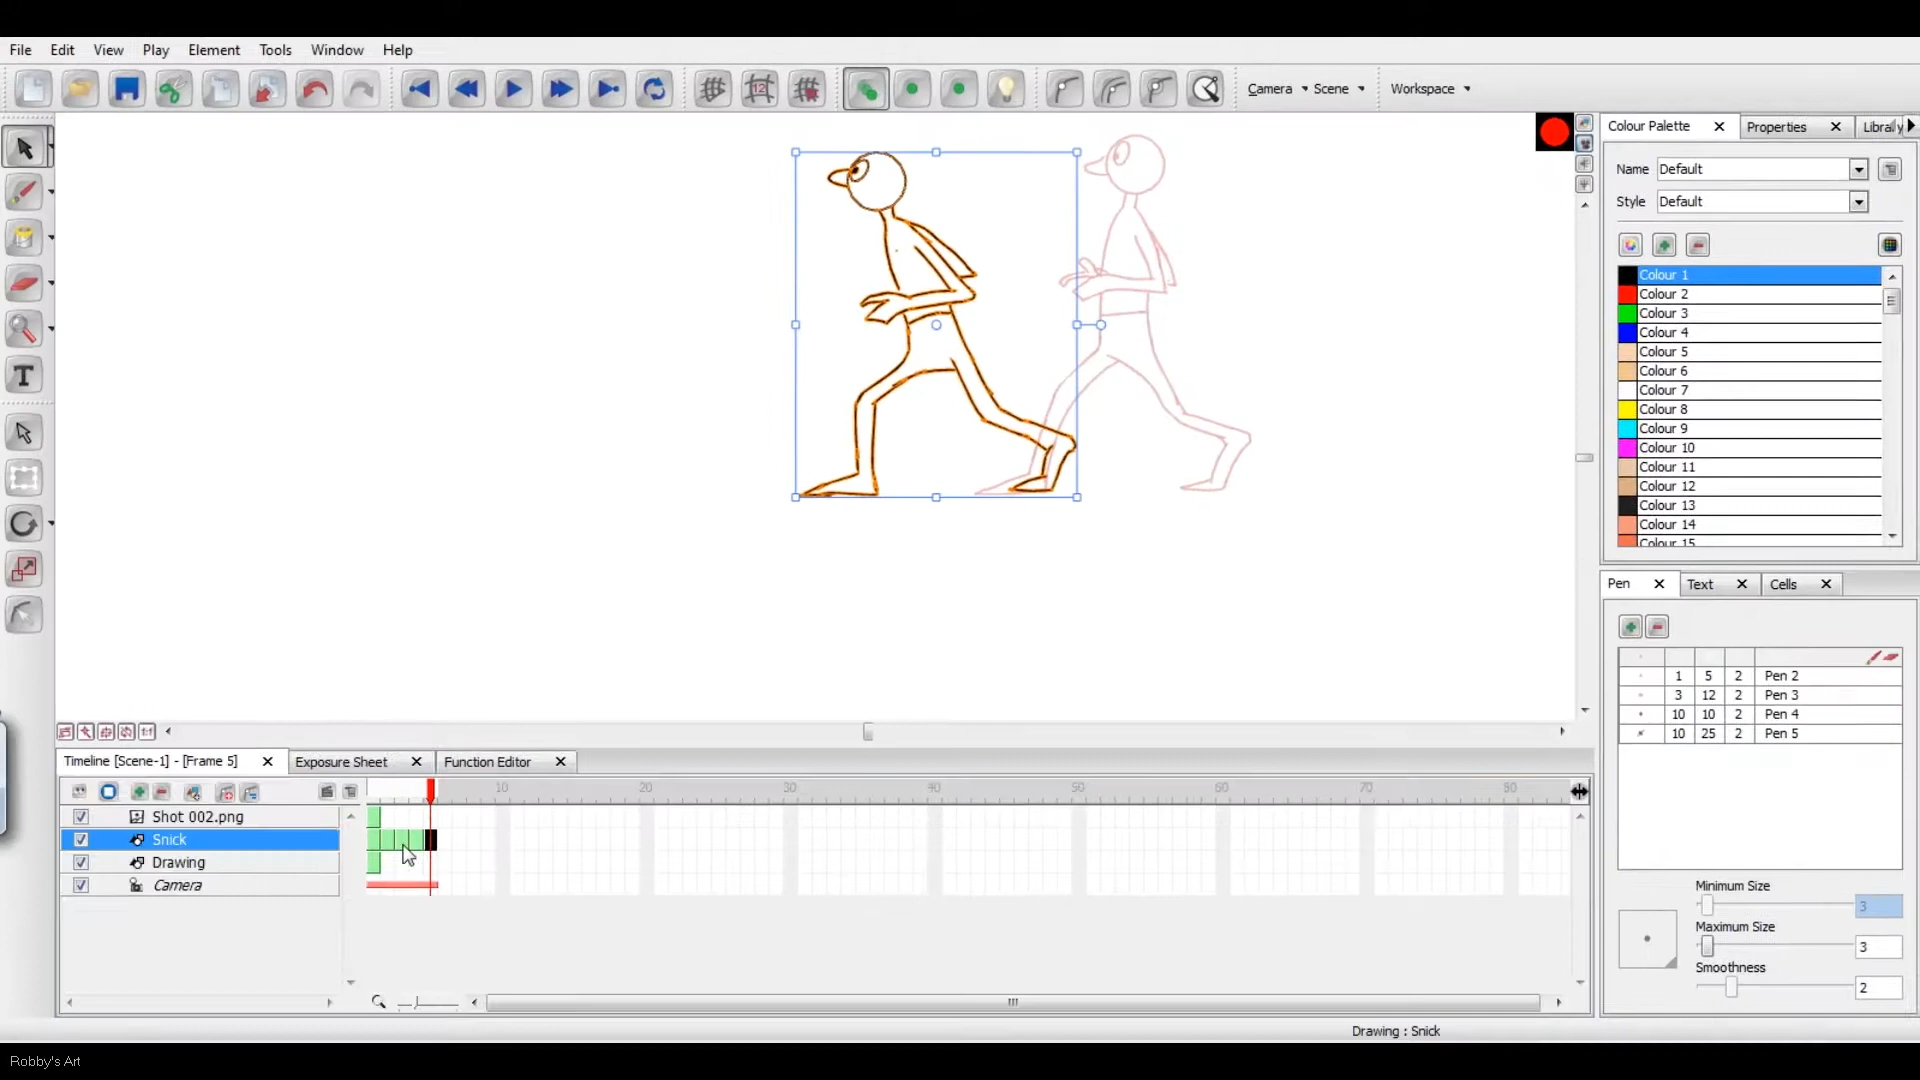 File Edit View Play Element Tools Window Help
12 Camera Scene Workspace
Colour Palette Properties Library
Name Default
Style Default
Colour 1
Colour 2
Colour 3
Colour 4
Colour 5
Colour 6
Colour 7
Colour 8
Colour 9
Colour 10
Colour 11
Colour 12
Colour 13
Colour 14
Colour 15
Pen Text Cells
1 5 2 Pen 2
3 12 2 Pen 3
10 10 2 Pen 4
10 25 2 Pen 5
Minimum Size
3
Maximum Size
3
Smoothness
2
T
1:1
Timeline [Scene-1] - [Frame 5] Exposure Sheet Function Editor
10 20 30 40 50 60 70 80
Shot 002.png
Snick
Drawing
Camera
Drawing : Snick
Robby's Art